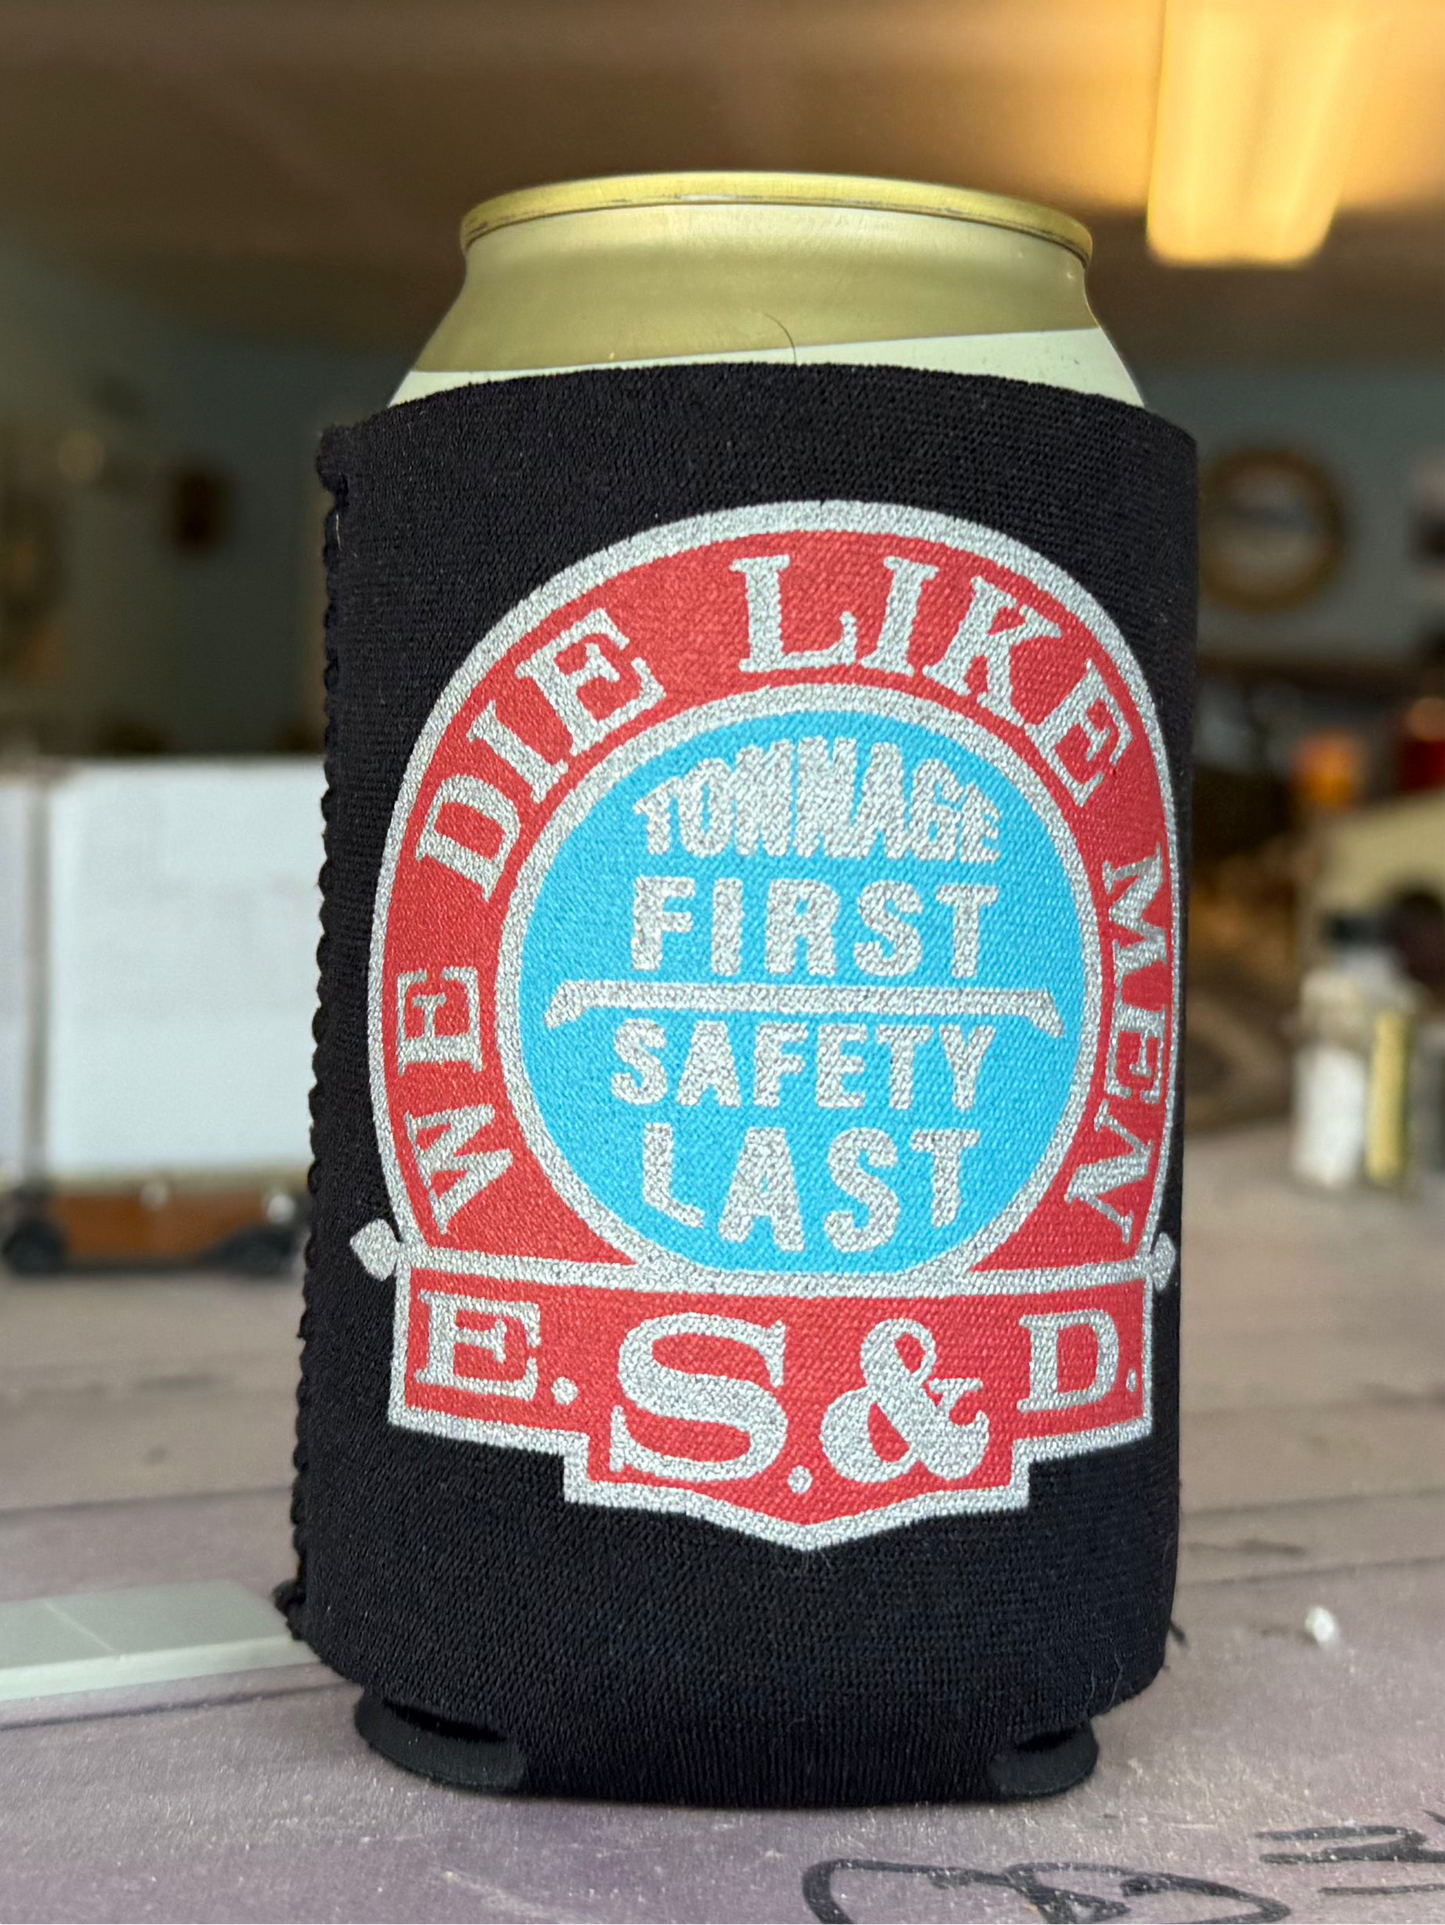 WE DIE LIKE MEN
TONNAGE
FIRST
SAFETY
LAST
E.S.&D.